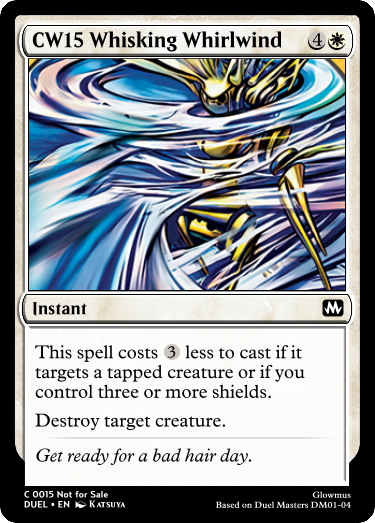 CW15 Whisking Whirlwind 4
Instant
This spell costs 3 less to cast if it
targets a tapped creature or if you
control three or more shields.
Destroy target creature.
Get ready for a bad hair day.
C 0015 Not for Sale
Glowmus
DUEL • EN KATSUYA
Based on Duel Masters DM01-04